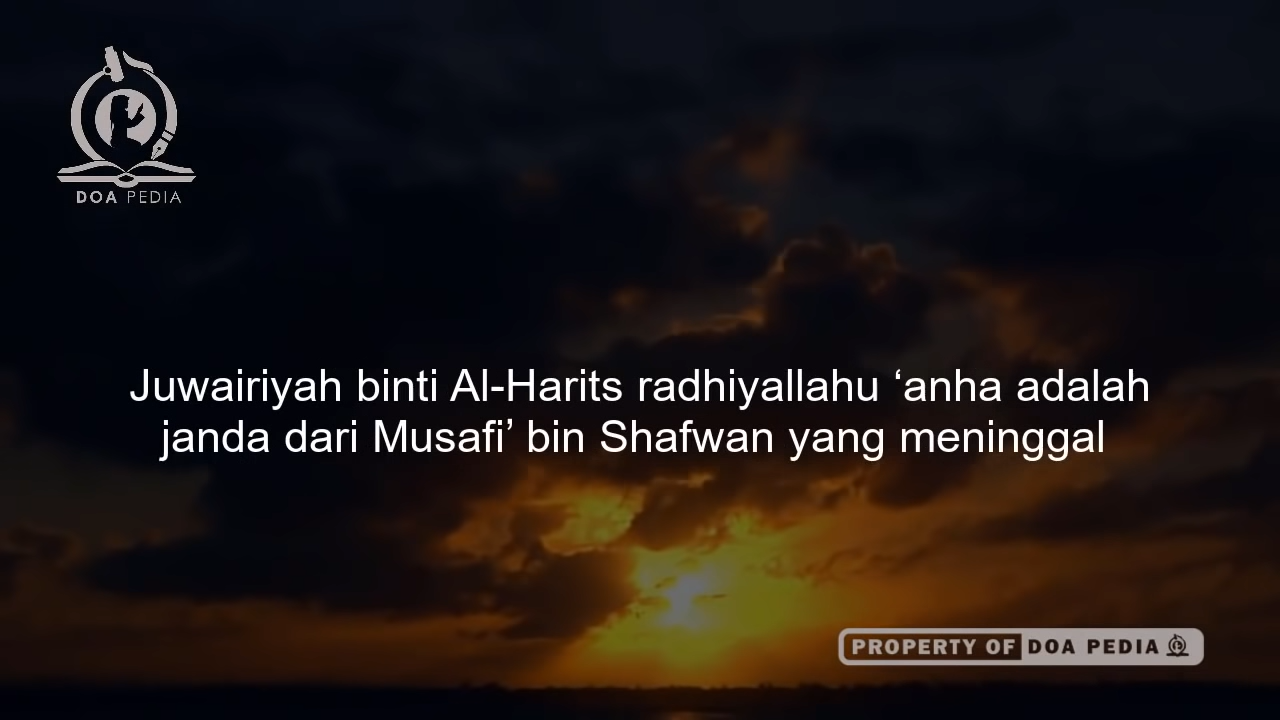 DOA PEDIA
Juwairiyah binti Al-Harits radhiyallahu ‘anha adalah
janda dari Musafi’ bin Shafwan yang meninggal
PROPERTY OF DOA PEDIA